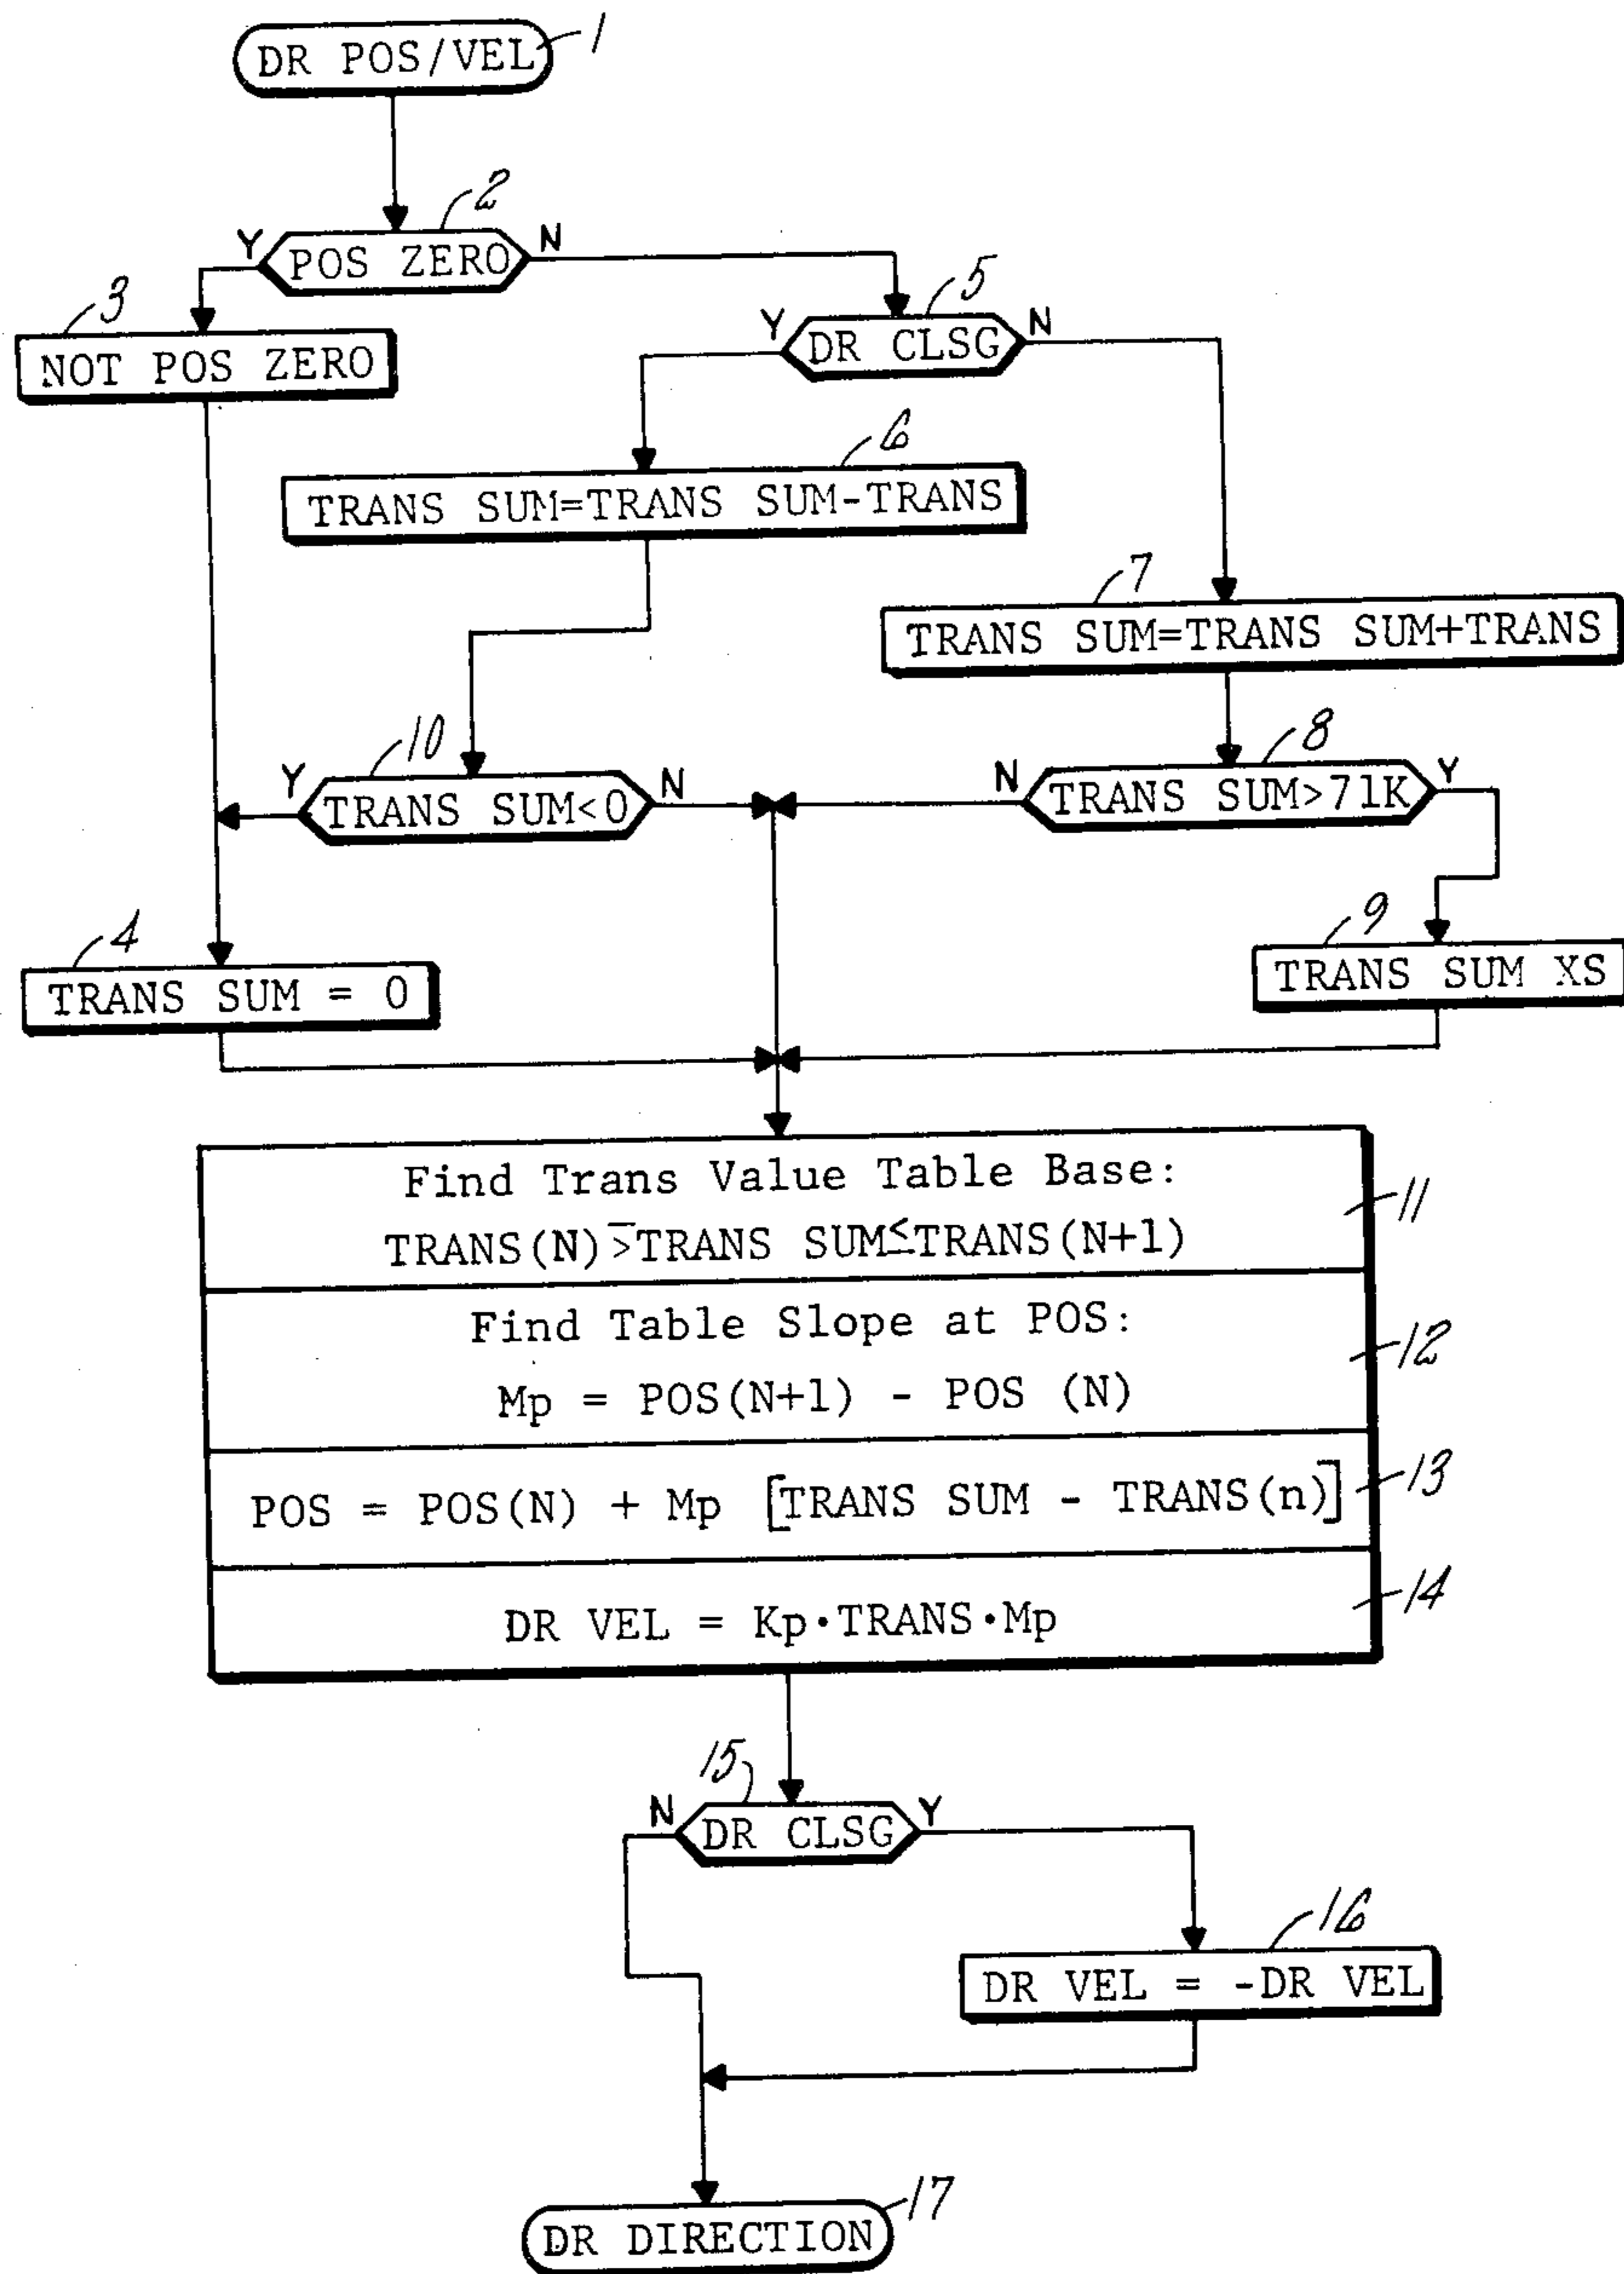 DR POS/VEL 1
2
Y POS ZERO N
3
NOT POS ZERO
5
Y DR CLSG N
6
TRANS SUM=TRANS SUM-TRANS
7
TRANS SUM=TRANS SUM+TRANS
10
Y TRANS SUM<0 N
8
N TRANS SUM>71K Y
4
TRANS SUM = 0
9
TRANS SUM XS
Find Trans Value Table Base:
TRANS(N)>̅TRANS SUM≤TRANS(N+1)
11
Find Table Slope at POS:
Mp = POS(N+1) - POS (N)
12
POS = POS(N) + Mp [TRANS SUM - TRANS(n)] 13
DR VEL = Kp·TRANS·Mp 14
15
N DR CLSG Y
16
DR VEL = -DR VEL
17
DR DIRECTION